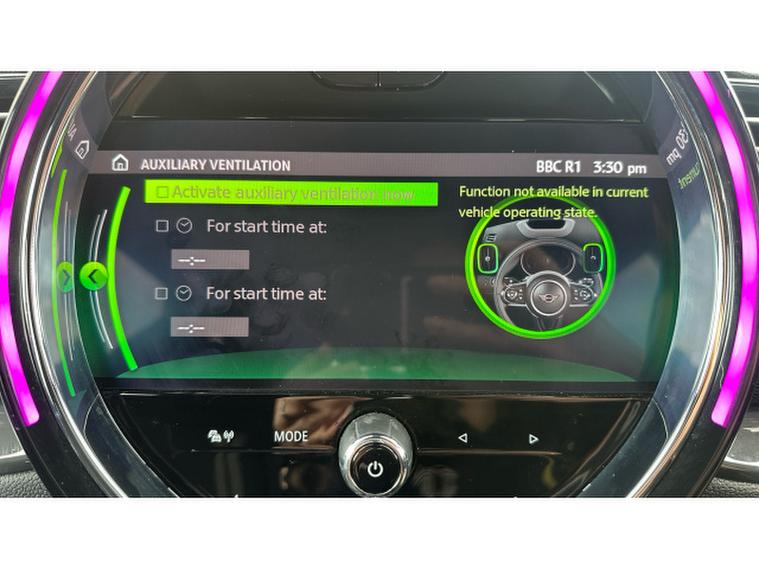 AUXILIARY VENTILATION
BBC R1 3:30 pm
Activate auxiliary ventilation now
Function not available in current
vehicle operating state.
For start time at:
--:--
For start time at:
--:--
MODE